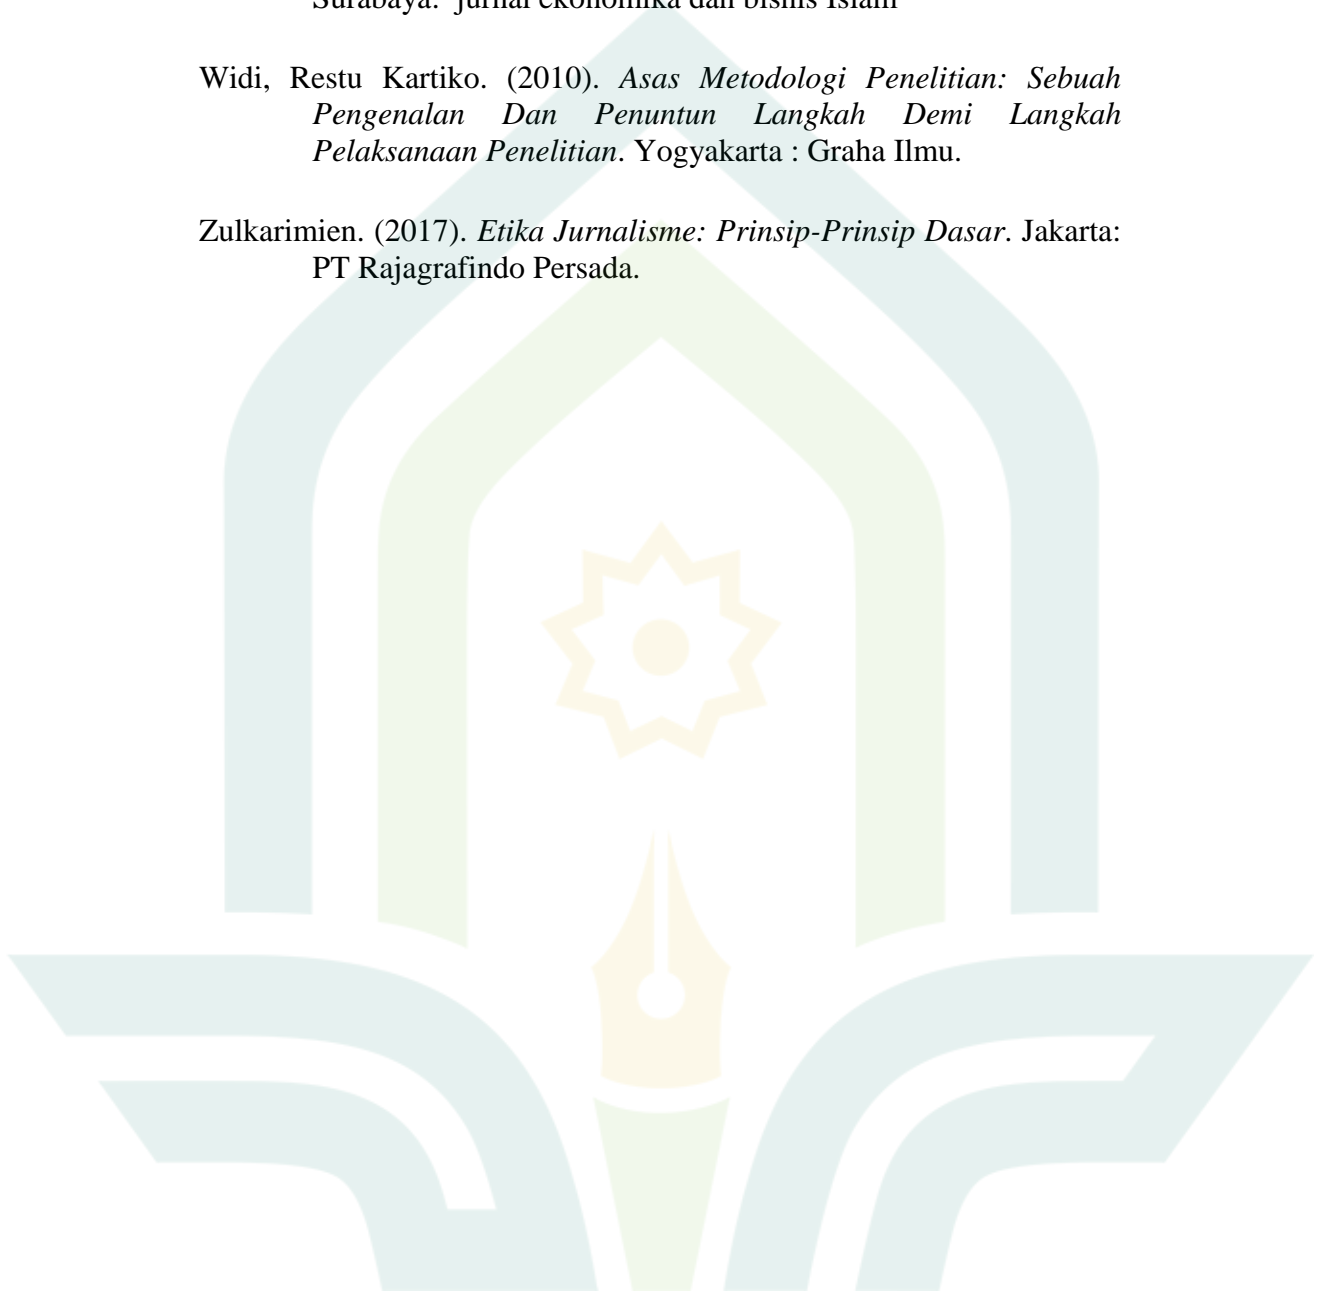 Surabaya. jurnal ekonomika dan bisnis Islam
Widi, Restu Kartiko. (2010). Asas Metodologi Penelitian: Sebuah
Pengenalan Dan Penuntun Langkah Demi Langkah
Pelaksanaan Penelitian. Yogyakarta : Graha Ilmu.
Zulkarimien. (2017). Etika Jurnalisme: Prinsip-Prinsip Dasar. Jakarta:
PT Rajagrafindo Persada.